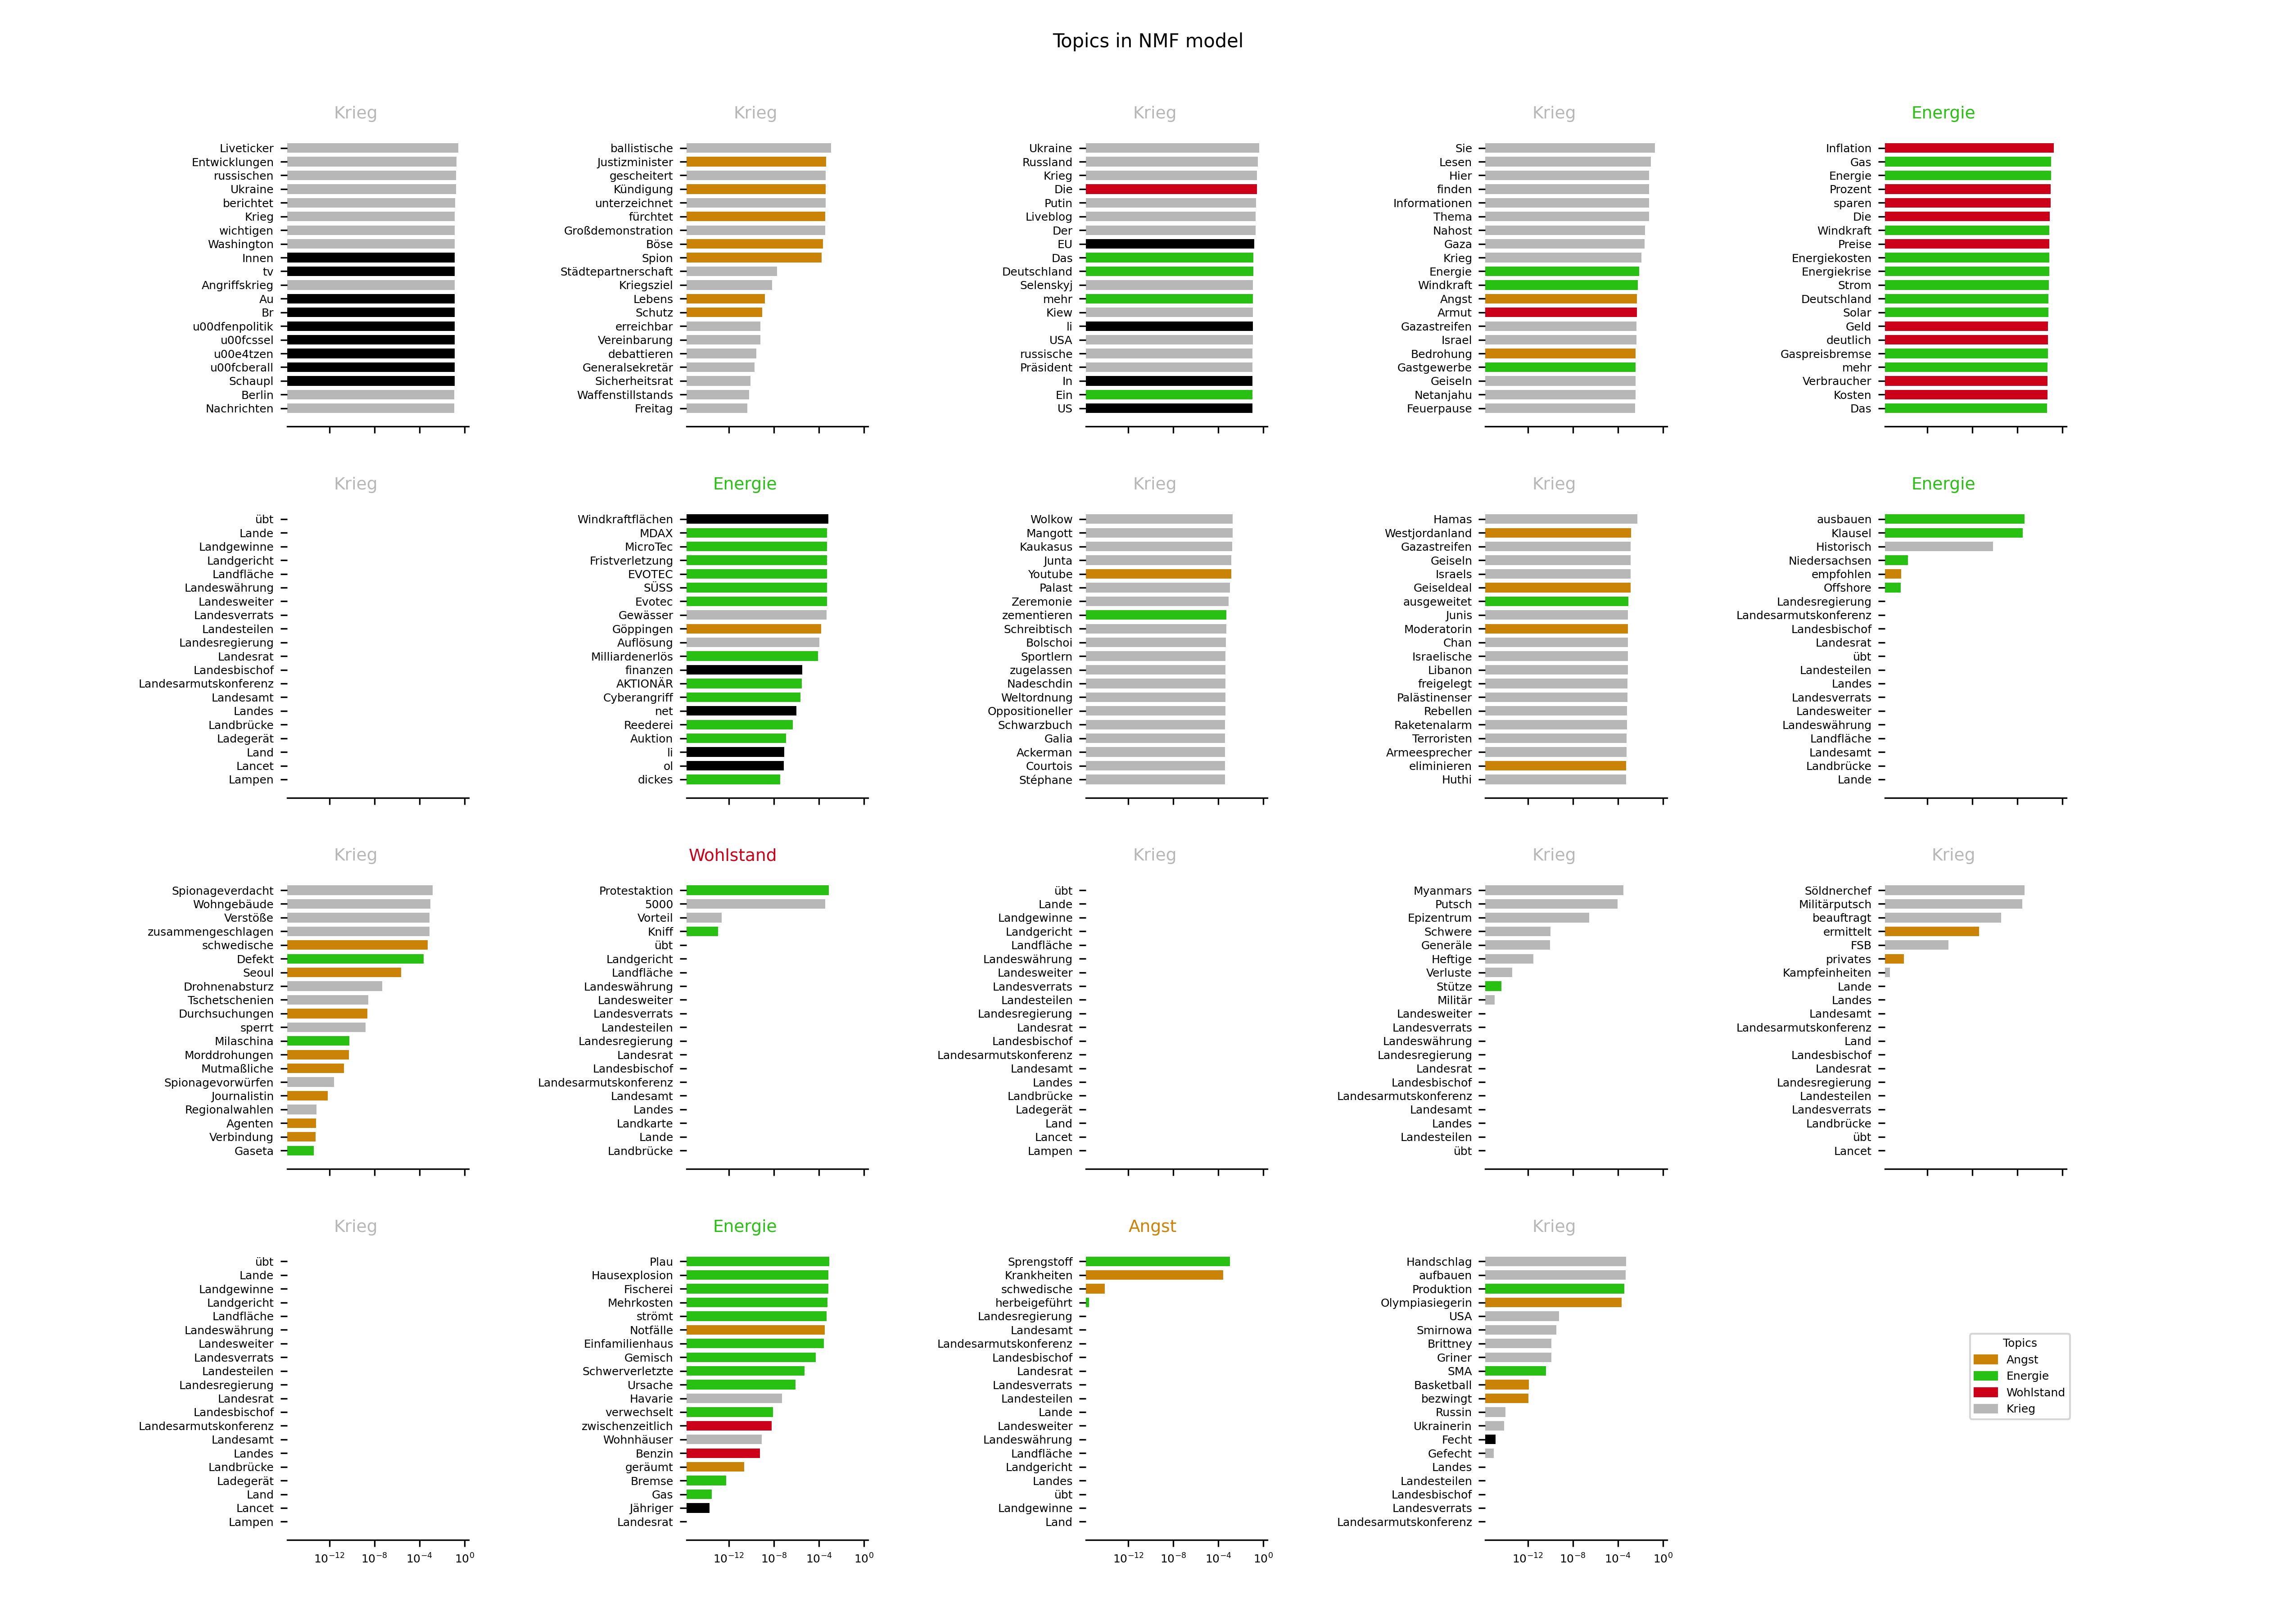 Topics in NMF model
Krieg
Liveticker
Entwicklungen
russischen
Ukraine
berichtet
Krieg
wichtigen
Washington
Innen
tv
Angriffskrieg
Au
Br
u00dfenpolitik
u00fcssel
u00e4tzen
u00fcberall
Schaupl
Berlin
Nachrichten
Krieg
ballistische
Justizminister
gescheitert
Kündigung
unterzeichnet
fürchtet
Großdemonstration
Böse
Spion
Städtepartnerschaft
Kriegsziel
Lebens
Schutz
erreichbar
Vereinbarung
debattieren
Generalsekretär
Sicherheitsrat
Waffenstillstands
Freitag
Krieg
Ukraine
Russland
Krieg
Die
Putin
Liveblog
Der
EU
Das
Deutschland
Selenskyj
mehr
Kiew
li
USA
russische
Präsident
In
Ein
US
Krieg
Sie
Lesen
Hier
finden
Informationen
Thema
Nahost
Gaza
Krieg
Energie
Windkraft
Angst
Armut
Gazastreifen
Israel
Bedrohung
Gastgewerbe
Geiseln
Netanjahu
Feuerpause
Energie
Inflation
Gas
Energie
Prozent
sparen
Die
Windkraft
Preise
Energiekosten
Energiekrise
Strom
Deutschland
Solar
Geld
deutlich
Gaspreisbremse
mehr
Verbraucher
Kosten
Das
Krieg
übt
Lande
Landgewinne
Landgericht
Landfläche
Landeswährung
Landesweiter
Landesverrats
Landesteilen
Landesregierung
Landesrat
Landesbischof
Landesarmutskonferenz
Landesamt
Landes
Landbrücke
Ladegerät
Land
Lancet
Lampen
Energie
Windkraftflächen
MDAX
MicroTec
Fristverletzung
EVOTEC
SÜSS
Evotec
Gewässer
Göppingen
Auflösung
Milliardenerlös
finanzen
AKTIONÄR
Cyberangriff
net
Reederei
Auktion
li
ol
dickes
Krieg
Wolkow
Mangott
Kaukasus
Junta
Youtube
Palast
Zeremonie
zementieren
Schreibtisch
Bolschoi
Sportlern
zugelassen
Nadeschdin
Weltordnung
Oppositioneller
Schwarzbuch
Galia
Ackerman
Courtois
Stéphane
Krieg
Hamas
Westjordanland
Gazastreifen
Geiseln
Israels
Geiseldeal
ausgeweitet
Junis
Moderatorin
Chan
Israelische
Libanon
freigelegt
Palästinenser
Rebellen
Raketenalarm
Terroristen
Armeesprecher
eliminieren
Huthi
Energie
ausbauen
Klausel
Historisch
Niedersachsen
empfohlen
Offshore
Landesregierung
Landesarmutskonferenz
Landesbischof
Landesrat
übt
Landesteilen
Landes
Landesverrats
Landesweiter
Landeswährung
Landfläche
Landesamt
Landbrücke
Lande
Krieg
Spionageverdacht
Wohngebäude
Verstöße
zusammengeschlagen
schwedische
Defekt
Seoul
Drohnenabsturz
Tschetschenien
Durchsuchungen
sperrt
Milaschina
Morddrohungen
Mutmaßliche
Spionagevorwürfen
Journalistin
Regionalwahlen
Agenten
Verbindung
Gaseta
Wohlstand
Protestaktion
5000
Vorteil
Kniff
übt
Landgericht
Landfläche
Landeswährung
Landesweiter
Landesverrats
Landesteilen
Landesregierung
Landesrat
Landesbischof
Landesarmutskonferenz
Landesamt
Landes
Landkarte
Lande
Landbrücke
Krieg
übt
Lande
Landgewinne
Landgericht
Landfläche
Landeswährung
Landesweiter
Landesverrats
Landesteilen
Landesregierung
Landesrat
Landesbischof
Landesarmutskonferenz
Landesamt
Landes
Landbrücke
Ladegerät
Land
Lancet
Lampen
Krieg
Myanmars
Putsch
Epizentrum
Schwere
Generäle
Heftige
Verluste
Stütze
Militär
Landesweiter
Landesverrats
Landeswährung
Landesregierung
Landesrat
Landesbischof
Landesarmutskonferenz
Landesamt
Landes
Landesteilen
übt
Krieg
Söldnerchef
Militärputsch
beauftragt
ermittelt
FSB
privates
Kampfeinheiten
Lande
Landes
Landesamt
Landesarmutskonferenz
Land
Landesbischof
Landesrat
Landesregierung
Landesteilen
Landesverrats
Landbrücke
übt
Lancet
Krieg
übt
Lande
Landgewinne
Landgericht
Landfläche
Landeswährung
Landesweiter
Landesverrats
Landesteilen
Landesregierung
Landesrat
Landesbischof
Landesarmutskonferenz
Landesamt
Landes
Landbrücke
Ladegerät
Land
Lancet
Lampen
10⁻¹² 10⁻⁸ 10⁻⁴ 10⁰
Energie
Plau
Hausexplosion
Fischerei
Mehrkosten
strömt
Notfälle
Einfamilienhaus
Gemisch
Schwerverletzte
Ursache
Havarie
verwechselt
zwischenzeitlich
Wohnhäuser
Benzin
geräumt
Bremse
Gas
Jähriger
Landesrat
10⁻¹² 10⁻⁸ 10⁻⁴ 10⁰
Angst
Sprengstoff
Krankheiten
schwedische
herbeigeführt
Landesregierung
Landesamt
Landesarmutskonferenz
Landesbischof
Landesrat
Landesverrats
Landesteilen
Lande
Landesweiter
Landeswährung
Landfläche
Landgericht
Landes
übt
Landgewinne
Land
10⁻¹² 10⁻⁸ 10⁻⁴ 10⁰
Krieg
Handschlag
aufbauen
Produktion
Olympiasiegerin
USA
Smirnowa
Brittney
Griner
SMA
Basketball
bezwingt
Russin
Ukrainerin
Fecht
Gefecht
Landes
Landesteilen
Landesbischof
Landesverrats
Landesarmutskonferenz
10⁻¹² 10⁻⁸ 10⁻⁴ 10⁰
Topics
Angst
Energie
Wohlstand
Krieg